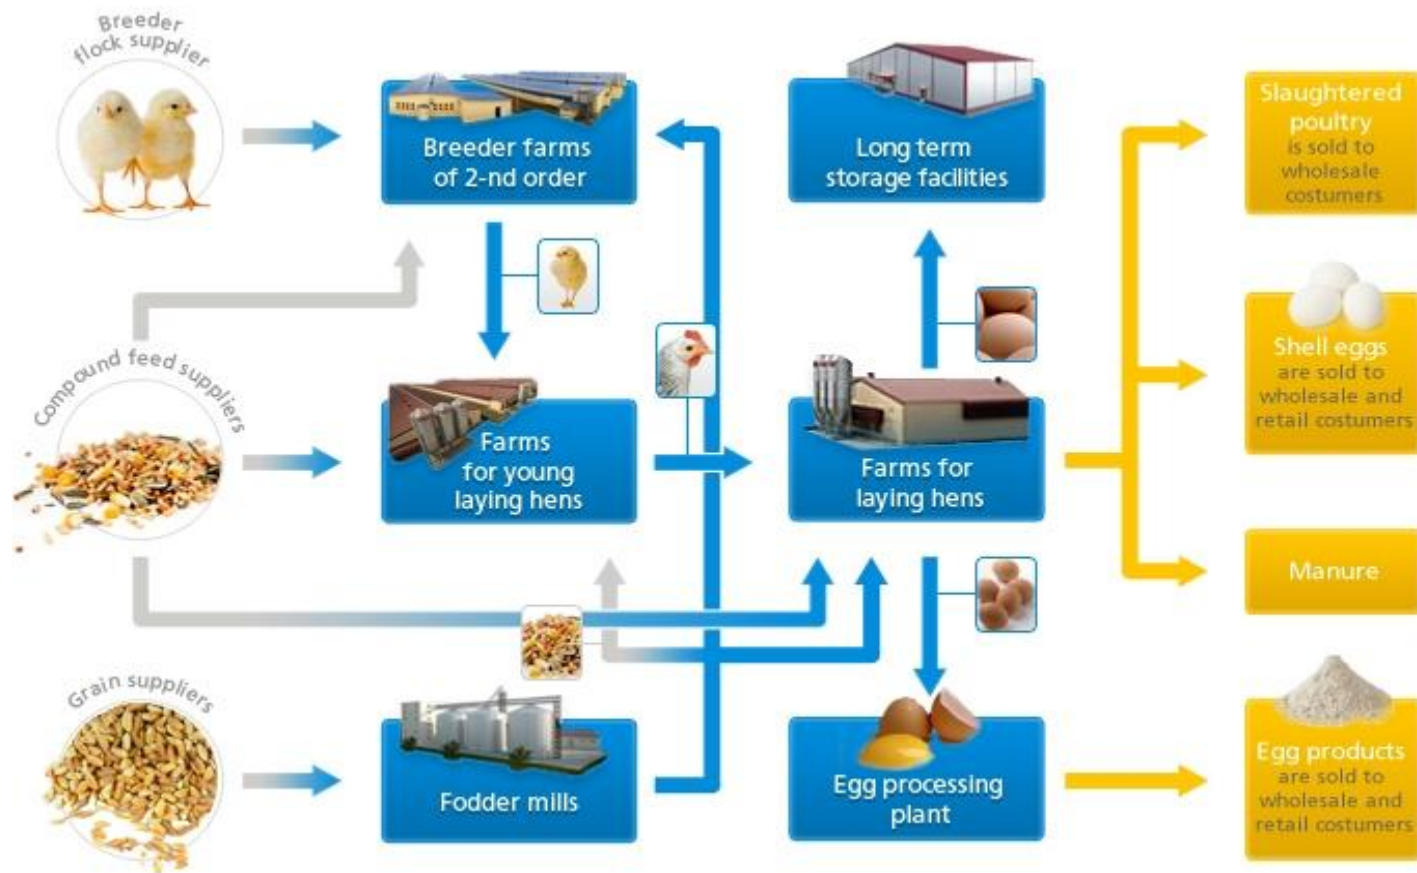 Breeder
flock supplier
Breeder farms
of 2-nd order
Long term
storage facilities
Slaughtered
poultry
is sold to
wholesale
costumers
Compound feed suppliers
Farms
for young
laying hens
Farms for
laying hens
Shell eggs
are sold to
wholesale and
retail costumers
Manure
Grain suppliers
Fodder mills
Egg processing
plant
Egg products
are sold to
wholesale and
retail costumers